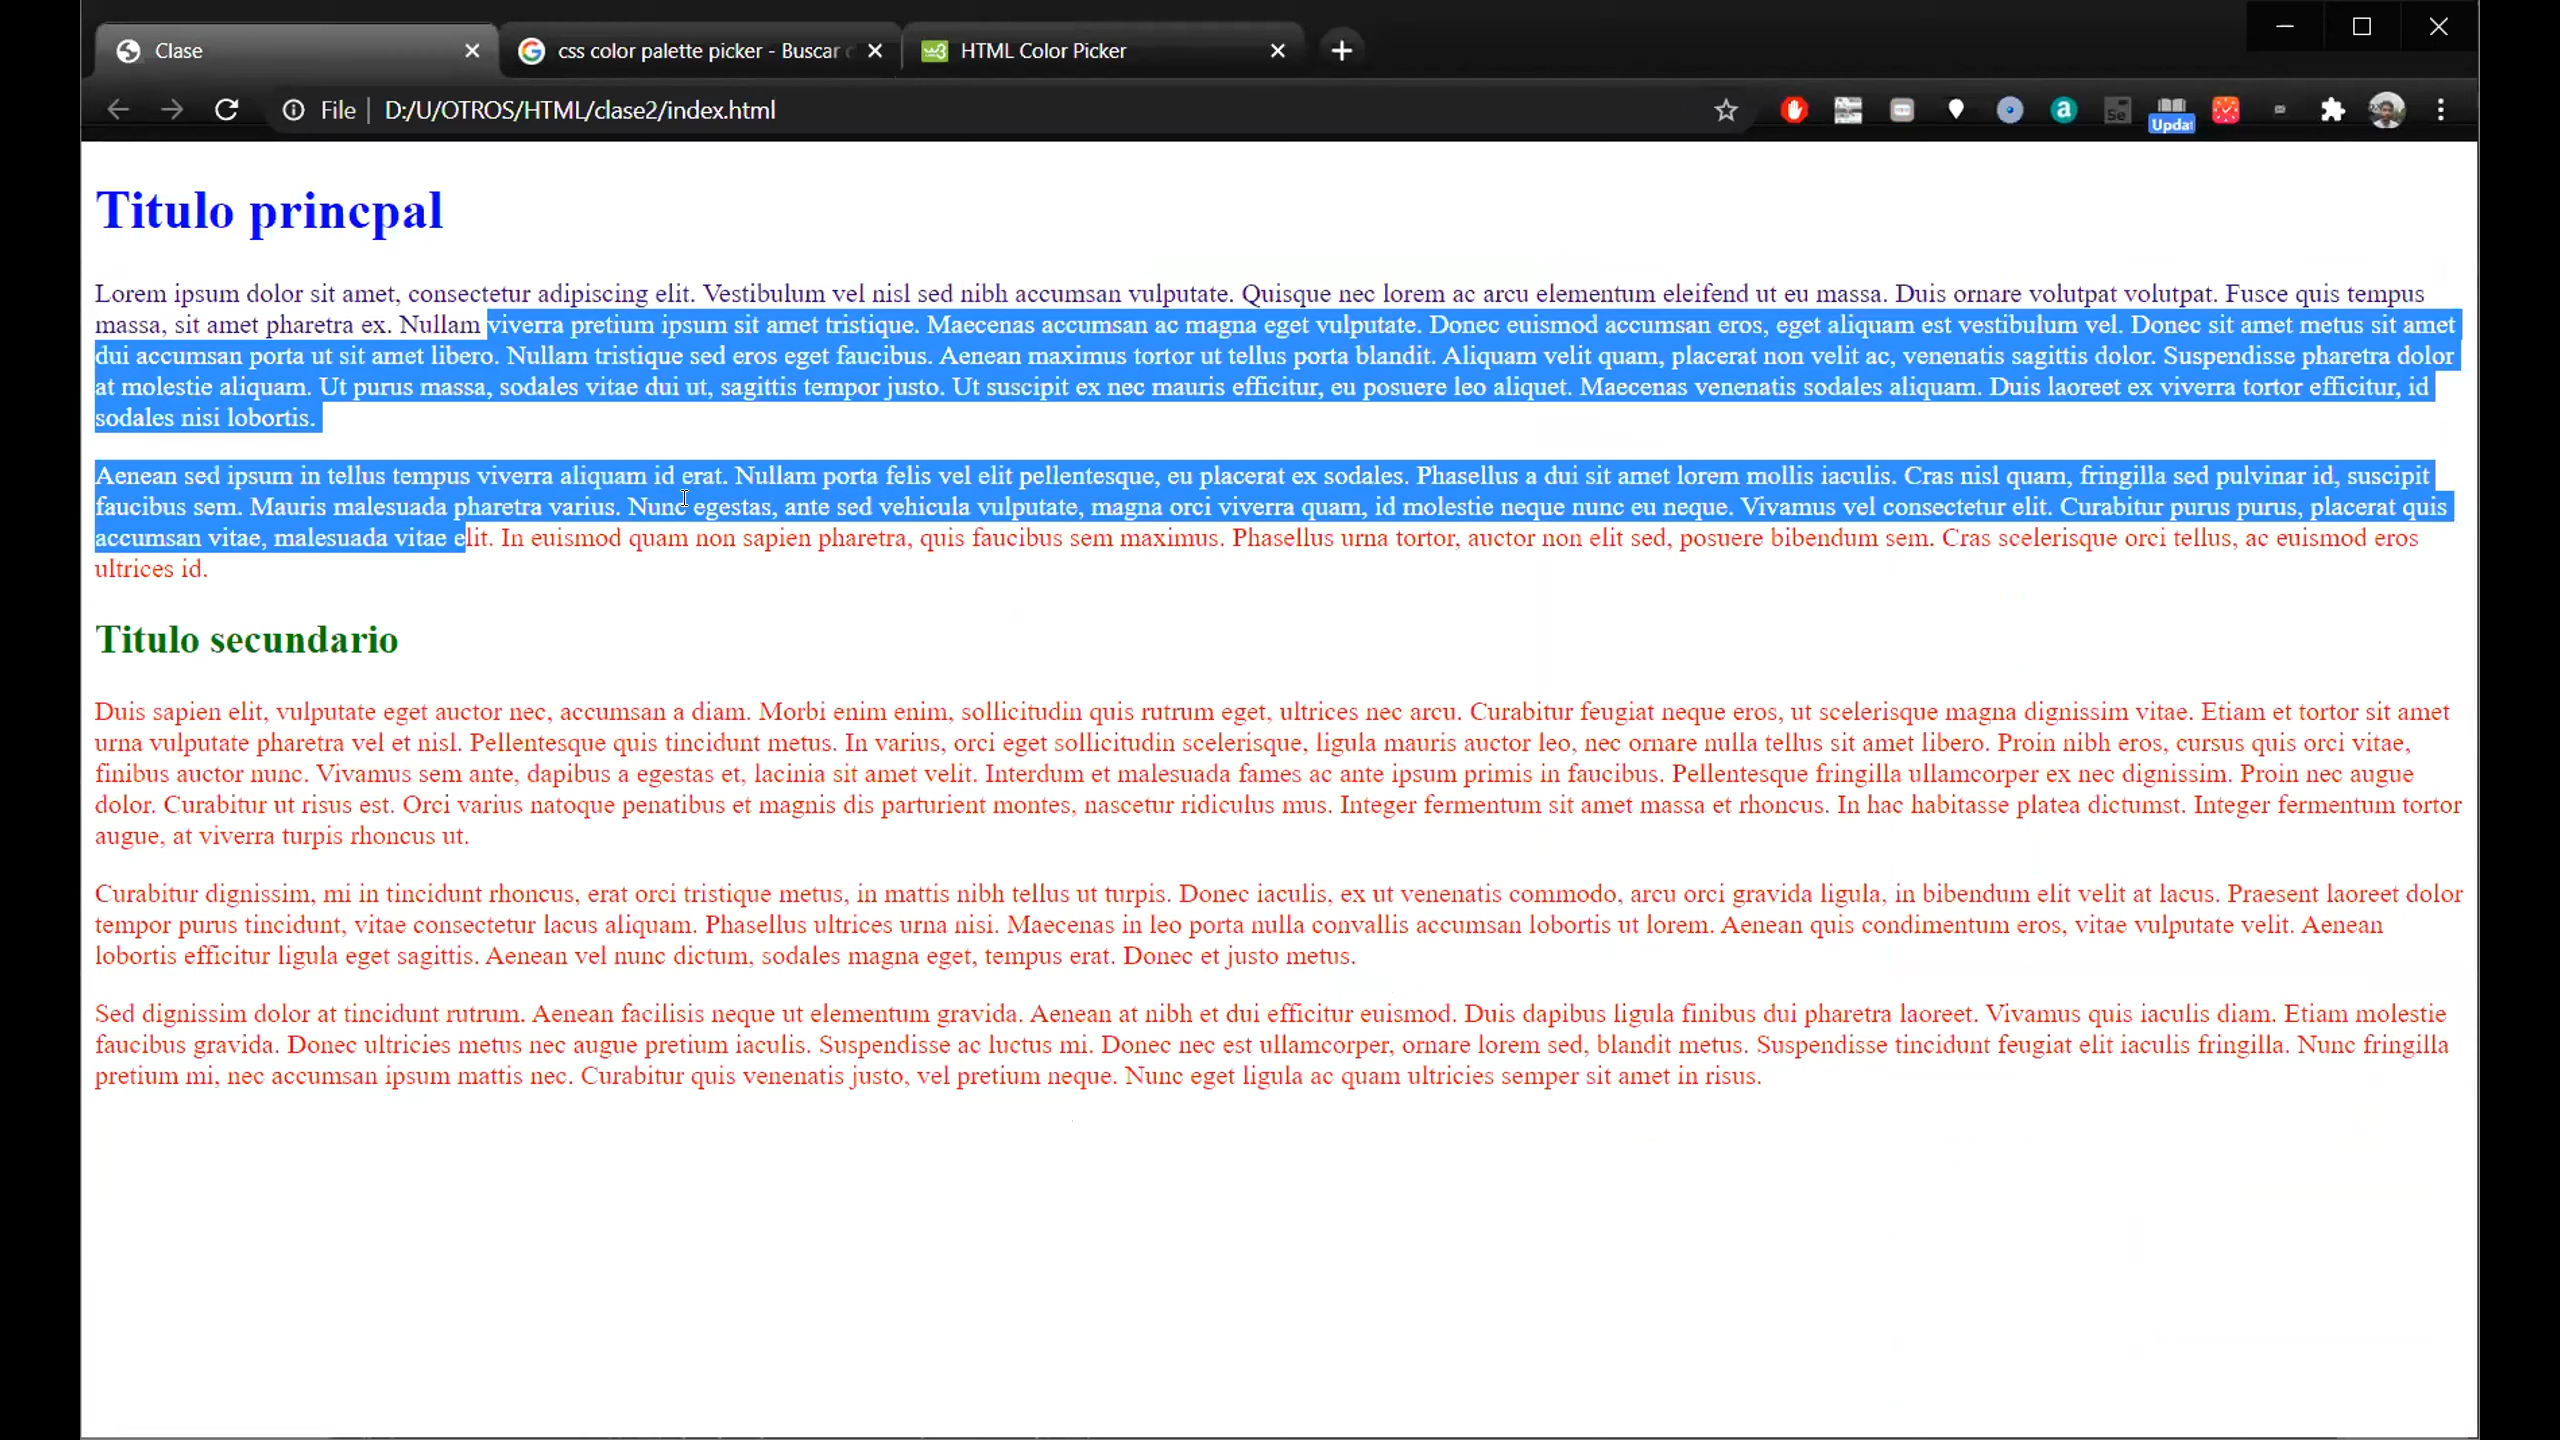 Clase
css color palette picker - Buscar
HTML Color Picker
File
D:/U/OTROS/HTML/clase2/index.html
a
Se
Updat
Titulo princpal
Lorem ipsum dolor sit amet, consectetur adipiscing elit. Vestibulum vel nisl sed nibh accumsan vulputate. Quisque nec lorem ac arcu elementum eleifend ut eu massa. Duis ornare volutpat volutpat. Fusce quis tempus
massa, sit amet pharetra ex. Nullam viverra pretium ipsum sit amet tristique. Maecenas accumsan ac magna eget vulputate. Donec euismod accumsan eros, eget aliquam est vestibulum vel. Donec sit amet metus sit amet
dui accumsan porta ut sit amet libero. Nullam tristique sed eros eget faucibus. Aenean maximus tortor ut tellus porta blandit. Aliquam velit quam, placerat non velit ac, venenatis sagittis dolor. Suspendisse pharetra dolor
at molestie aliquam. Ut purus massa, sodales vitae dui ut, sagittis tempor justo. Ut suscipit ex nec mauris efficitur, eu posuere leo aliquet. Maecenas venenatis sodales aliquam. Duis laoreet ex viverra tortor efficitur, id
sodales nisi lobortis.
Aenean sed ipsum in tellus tempus viverra aliquam id erat. Nullam porta felis vel elit pellentesque, eu placerat ex sodales. Phasellus a dui sit amet lorem mollis iaculis. Cras nisl quam, fringilla sed pulvinar id, suscipit
faucibus sem. Mauris malesuada pharetra varius. Nunc egestas, ante sed vehicula vulputate, magna orci viverra quam, id molestie neque nunc eu neque. Vivamus vel consectetur elit. Curabitur purus purus, placerat quis
accumsan vitae, malesuada vitae elit. In euismod quam non sapien pharetra, quis faucibus sem maximus. Phasellus urna tortor, auctor non elit sed, posuere bibendum sem. Cras scelerisque orci tellus, ac euismod eros
ultrices id.
Titulo secundario
Duis sapien elit, vulputate eget auctor nec, accumsan a diam. Morbi enim enim, sollicitudin quis rutrum eget, ultrices nec arcu. Curabitur feugiat neque eros, ut scelerisque magna dignissim vitae. Etiam et tortor sit amet
urna vulputate pharetra vel et nisl. Pellentesque quis tincidunt metus. In varius, orci eget sollicitudin scelerisque, ligula mauris auctor leo, nec ornare nulla tellus sit amet libero. Proin nibh eros, cursus quis orci vitae,
finibus auctor nunc. Vivamus sem ante, dapibus a egestas et, lacinia sit amet velit. Interdum et malesuada fames ac ante ipsum primis in faucibus. Pellentesque fringilla ullamcorper ex nec dignissim. Proin nec augue
dolor. Curabitur ut risus est. Orci varius natoque penatibus et magnis dis parturient montes, nascetur ridiculus mus. Integer fermentum sit amet massa et rhoncus. In hac habitasse platea dictumst. Integer fermentum tortor
augue, at viverra turpis rhoncus ut.
Curabitur dignissim, mi in tincidunt rhoncus, erat orci tristique metus, in mattis nibh tellus ut turpis. Donec iaculis, ex ut venenatis commodo, arcu orci gravida ligula, in bibendum elit velit at lacus. Praesent laoreet dolor
tempor purus tincidunt, vitae consectetur lacus aliquam. Phasellus ultrices urna nisi. Maecenas in leo porta nulla convallis accumsan lobortis ut lorem. Aenean quis condimentum eros, vitae vulputate velit. Aenean
lobortis efficitur ligula eget sagittis. Aenean vel nunc dictum, sodales magna eget, tempus erat. Donec et justo metus.
Sed dignissim dolor at tincidunt rutrum. Aenean facilisis neque ut elementum gravida. Aenean at nibh et dui efficitur euismod. Duis dapibus ligula finibus dui pharetra laoreet. Vivamus quis iaculis diam. Etiam molestie
faucibus gravida. Donec ultricies metus nec augue pretium iaculis. Suspendisse ac luctus mi. Donec nec est ullamcorper, ornare lorem sed, blandit metus. Suspendisse tincidunt feugiat elit iaculis fringilla. Nunc fringilla
pretium mi, nec accumsan ipsum mattis nec. Curabitur quis venenatis justo, vel pretium neque. Nunc eget ligula ac quam ultricies semper sit amet in risus.